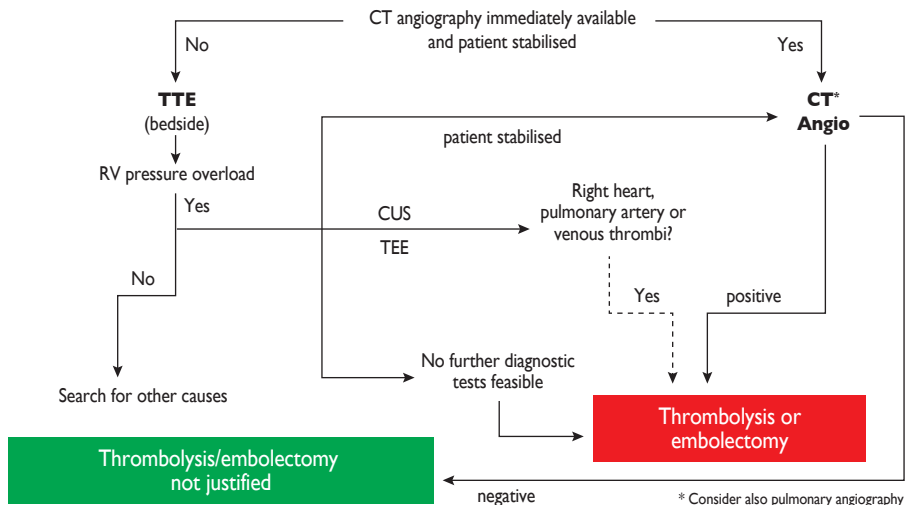 CT angiography immediately available
and patient stabilised
No
Yes
TTE
(bedside)
CT*
Angio
patient stabilised
RV pressure overload
Yes
CUS
TEE
Right heart,
pulmonary artery or
venous thrombi?
No
Yes
positive
No further diagnostic
tests feasible
Search for other causes
Thrombolysis or
embolectomy
Thrombolysis/embolectomy
not justified
negative
* Consider also pulmonary angiography